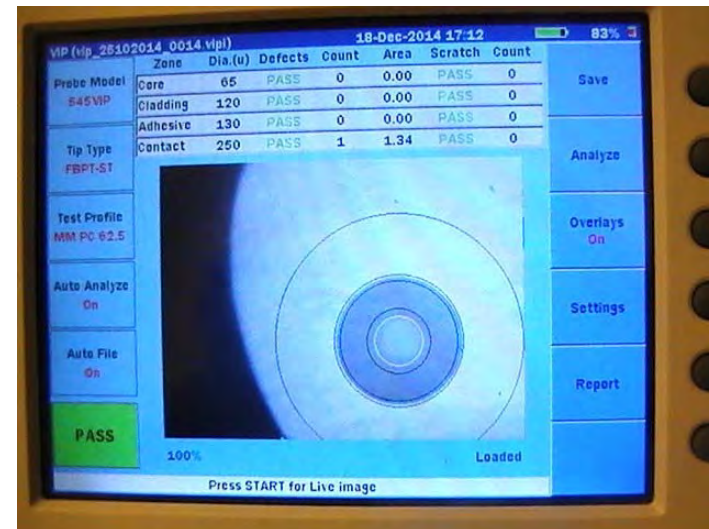 VIP (vip_26102014_0014.vipi) 18-Dec-2014 17:12 83%
Zone Dia.(u) Defects Count Area Scratch Count
Core 65 PASS 0 0.00 PASS 0
Cladding 120 PASS 0 0.00 PASS 0
Adhesive 130 PASS 0 0.00 PASS 0
Contact 250 PASS 1 1.34 PASS 0
Probe Model
545VIP
Tip Type
FBPT-ST
Test Profile
MM PC 62.5
Auto Analyze
On
Auto File
On
PASS
100% Loaded
Press START for Live image
Save
Analyze
Overlays
On
Settings
Report